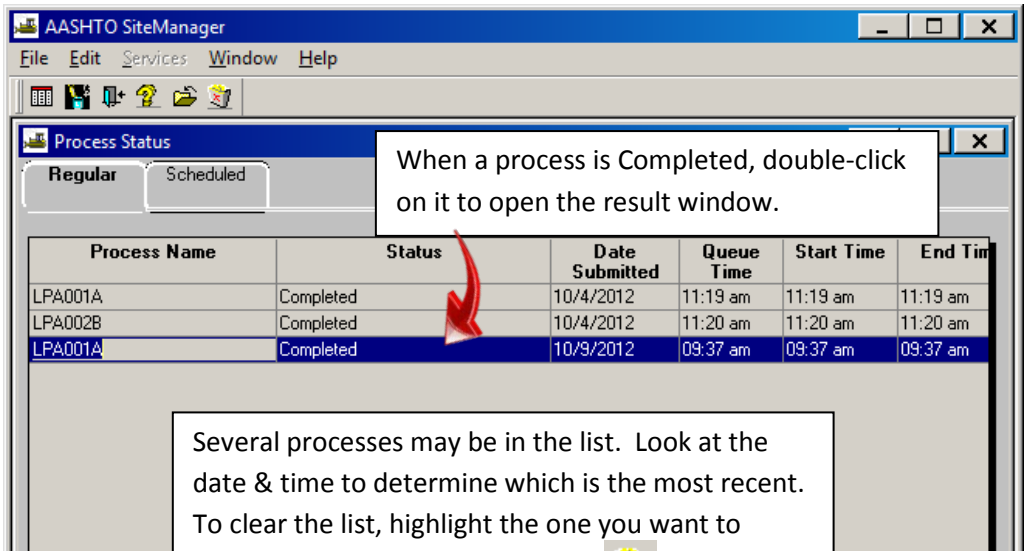 AASHTO SiteManager
File Edit Services Window Help
Process Status
Regular Scheduled
When a process is Completed, double-click
on it to open the result window.
Process Name Status Date Submitted Queue Time Start Time End Tim
LPA001A Completed 10/4/2012 11:19 am 11:19 am 11:19 am
LPA002B Completed 10/4/2012 11:20 am 11:20 am 11:20 am
LPA001A Completed 10/9/2012 09:37 am 09:37 am 09:37 am
Several processes may be in the list. Look at the
date & time to determine which is the most recent.
To clear the list, highlight the one you want to